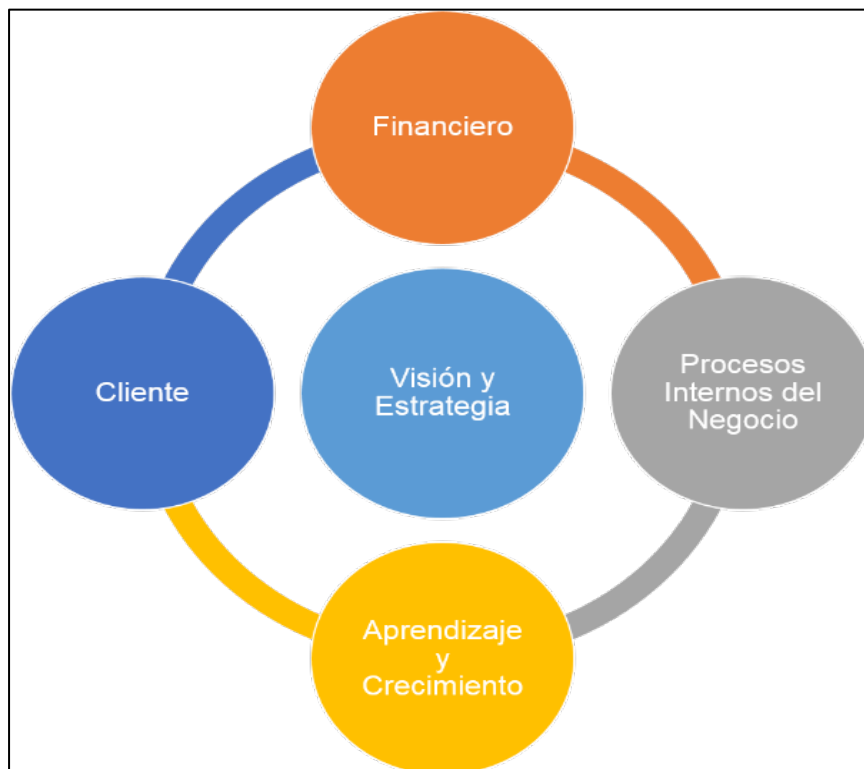 Financiero
Cliente
Visión y
Estrategia
Procesos
Internos del
Negocio
Aprendizaje
y
Crecimiento